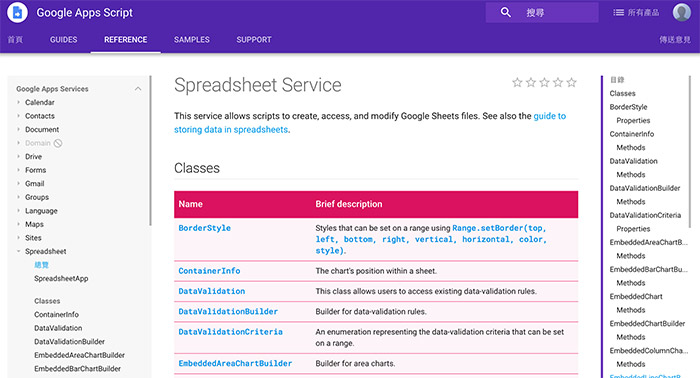 Google Apps Script
搜尋
所有產品
首頁
GUIDES
REFERENCE
SAMPLES
SUPPORT
傳送意見
Google Apps Services
Calendar
Contacts
Document
Domain
Drive
Forms
Gmail
Groups
Language
Maps
Sites
Spreadsheet
總覽
SpreadsheetApp
Classes
ContainerInfo
DataValidation
DataValidationBuilder
EmbeddedAreaChartBuilder
EmbeddedBarChartBuilder
Spreadsheet Service
This service allows scripts to create, access, and modify Google Sheets files. See also the guide to
storing data in spreadsheets.
Classes
Name Brief description
BorderStyle Styles that can be set on a range using Range.setBorder(top,
left, bottom, right, vertical, horizontal, color,
style).
ContainerInfo The chart's position within a sheet.
DataValidation This class allows users to access existing data-validation rules.
DataValidationBuilder Builder for data-validation rules.
DataValidationCriteria An enumeration representing the data-validation criteria that can be set
on a range.
EmbeddedAreaChartBuilder Builder for area charts.
目錄
Classes
BorderStyle
Properties
ContainerInfo
Methods
DataValidation
Methods
DataValidationBuilder
Methods
DataValidationCriteria
Properties
EmbeddedAreaChartB...
Methods
EmbeddedBarChartBu...
Methods
EmbeddedChart
Methods
EmbeddedChartBuilder
Methods
EmbeddedColumnCha...
Methods
EmbeddedLineChartB...